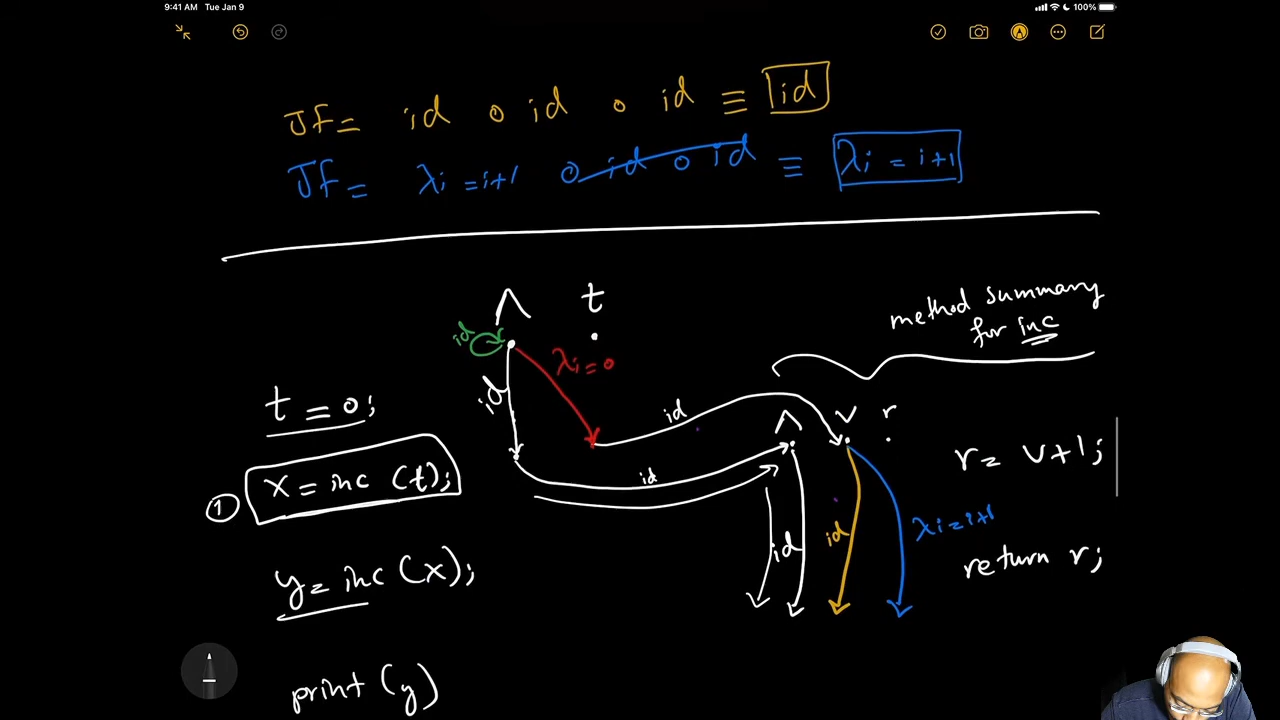 9:41 AM Tue Jan 9
100%
Jf = id ∘ id ∘ id ≡ id
Jf = λi = i+1 ∘ id ∘ id ≡ λi = i+1
Λ t
method summary
for inc
id
λi = 0
id
t = 0;
id
Λ v r
r = v+1;
① x = inc (t);
id
λi = i+1
id
id
return r;
y = inc (x);
print (y)